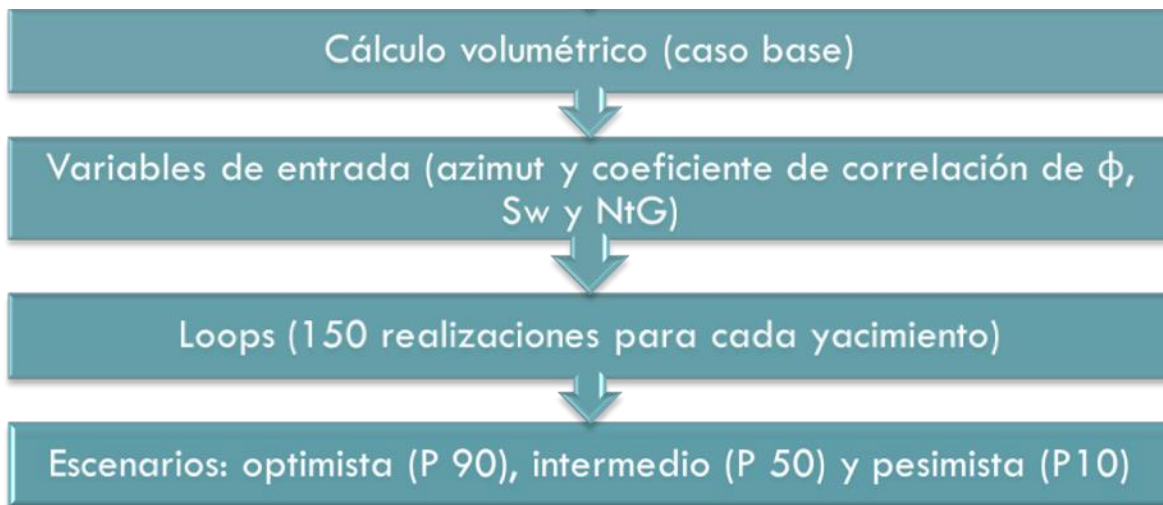 Cálculo volumétrico (caso base)
Variables de entrada (azimut y coeficiente de correlación de ϕ,
Sw y NtG)
Loops (150 realizaciones para cada yacimiento)
Escenarios: optimista (P 90), intermedio (P 50) y pesimista (P10)